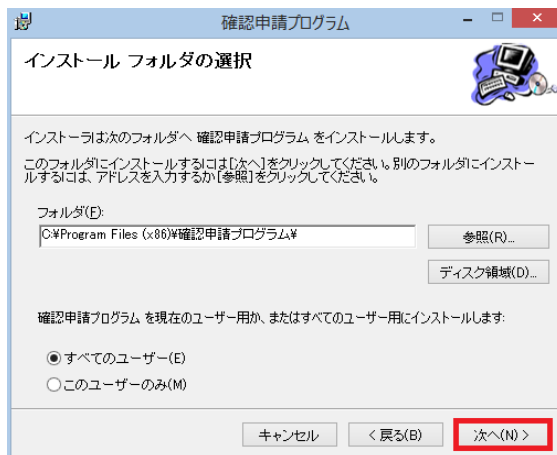 確認申請プログラム
インストール フォルダの選択
インストーラは次のフォルダへ 確認申請プログラム をインストールします。
このフォルダにインストールするには[次へ]をクリックしてください。別のフォルダにインストー
ルするには、アドレスを入力するか[参照]をクリックしてください。
フォルダ(F):
C:¥Program Files (x86)¥確認申請プログラム¥
参照(R)...
ディスク領域(D)...
確認申請プログラム を現在のユーザー用か、またはすべてのユーザー用にインストールします:
すべてのユーザー(E)
このユーザーのみ(M)
キャンセル
< 戻る(B)
次へ(N) >